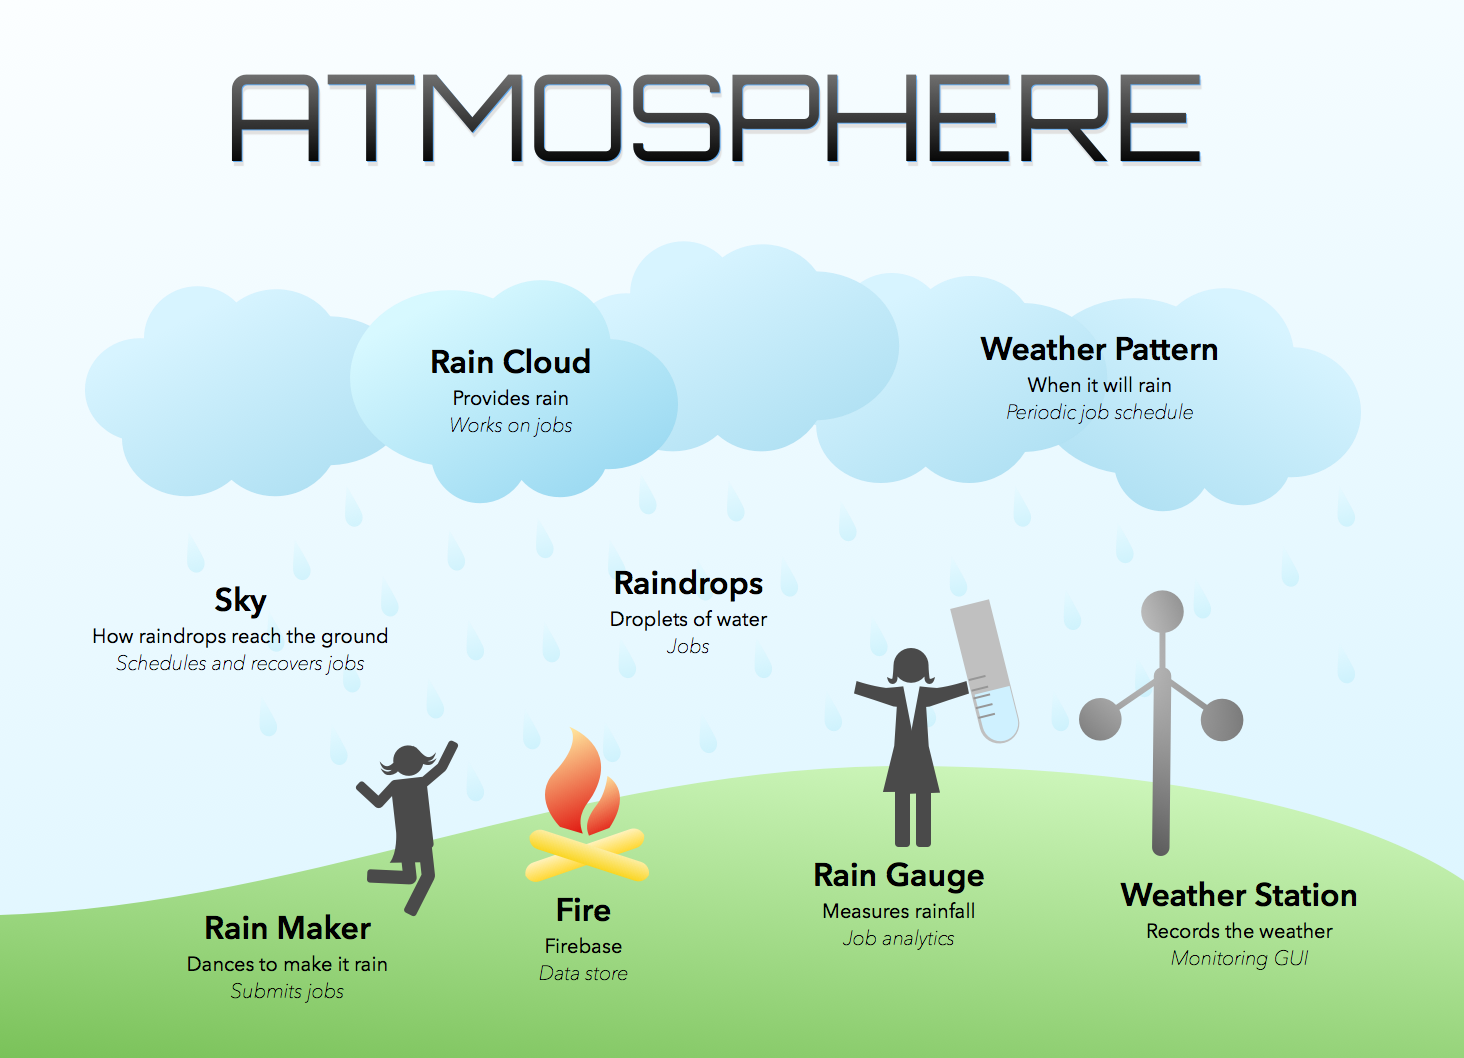 ATMOSPHERE
Rain Cloud
Provides rain
Works on jobs
Weather Pattern
When it will rain
Periodic job schedule
Sky
How raindrops reach the ground
Schedules and recovers jobs
Raindrops
Droplets of water
Jobs
Rain Maker
Dances to make it rain
Submits jobs
Fire
Firebase
Data store
Rain Gauge
Measures rainfall
Job analytics
Weather Station
Records the weather
Monitoring GUI